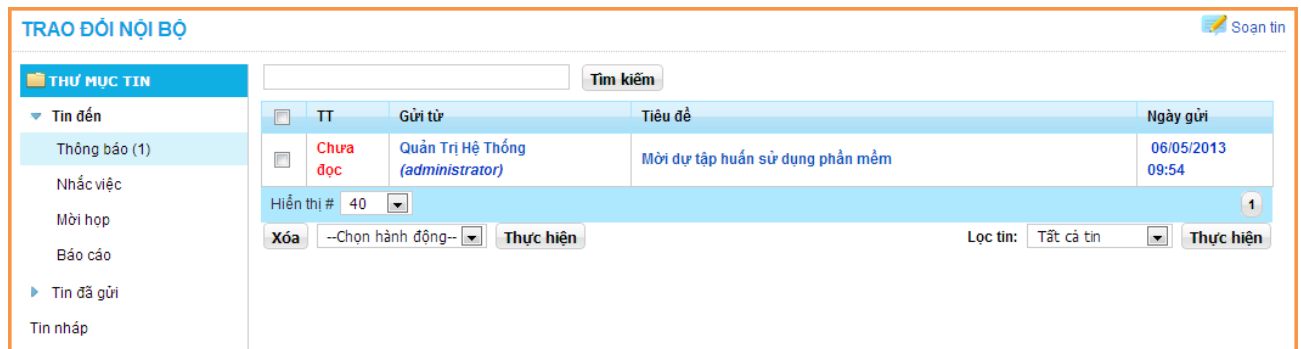 TRAO ĐỔI NỘI BỘ
Soạn tin
THƯ MỤC TIN
Tìm kiếm
Tin đến
TT Gửi từ Tiêu đề Ngày gửi
Thông báo (1)
Chưa đọc Quản Trị Hệ Thống (administrator) Mời dự tập huấn sử dụng phần mềm 06/05/2013 09:54
Nhắc việc
Hiển thị # 40 1
Mời họp
Xóa --Chọn hành động-- Thực hiện Lọc tin: Tất cả tin Thực hiện
Báo cáo
Tin đã gửi
Tin nháp